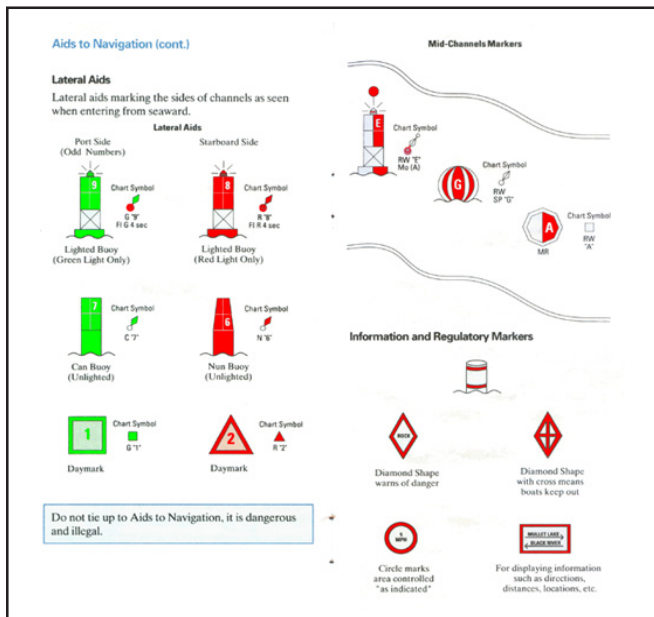 Aids to Navigation (cont.)
Lateral Aids
Lateral aids marking the sides of channels as seen
when entering from seaward.
Lateral Aids
Port Side
(Odd Numbers)
9
Chart Symbol
G "9"
Fl G 4 sec
Lighted Buoy
(Green Light Only)
Starboard Side
8
Chart Symbol
R "8"
Fl R 4 sec
Lighted Buoy
(Red Light Only)
7
Chart Symbol
C "7"
Can Buoy
(Unlighted)
6
Chart Symbol
N "6"
Nun Buoy
(Unlighted)
1
Chart Symbol
G "1"
Daymark
2
Chart Symbol
R "2"
Daymark
Do not tie up to Aids to Navigation, it is dangerous
and illegal.
Mid-Channels Markers
E
Chart Symbol
RW "E"
Mo (A)
G
Chart Symbol
RW
SP "G"
A
MR
Chart Symbol
RW
"A"
Information and Regulatory Markers
ROCK
Diamond Shape
warns of danger
Diamond Shape
with cross means
boats keep out
MPH
Circle marks
area controlled
"as indicated"
MULLET LAKE
BLACK RIVER
For displaying information
such as directions,
distances, locations, etc.